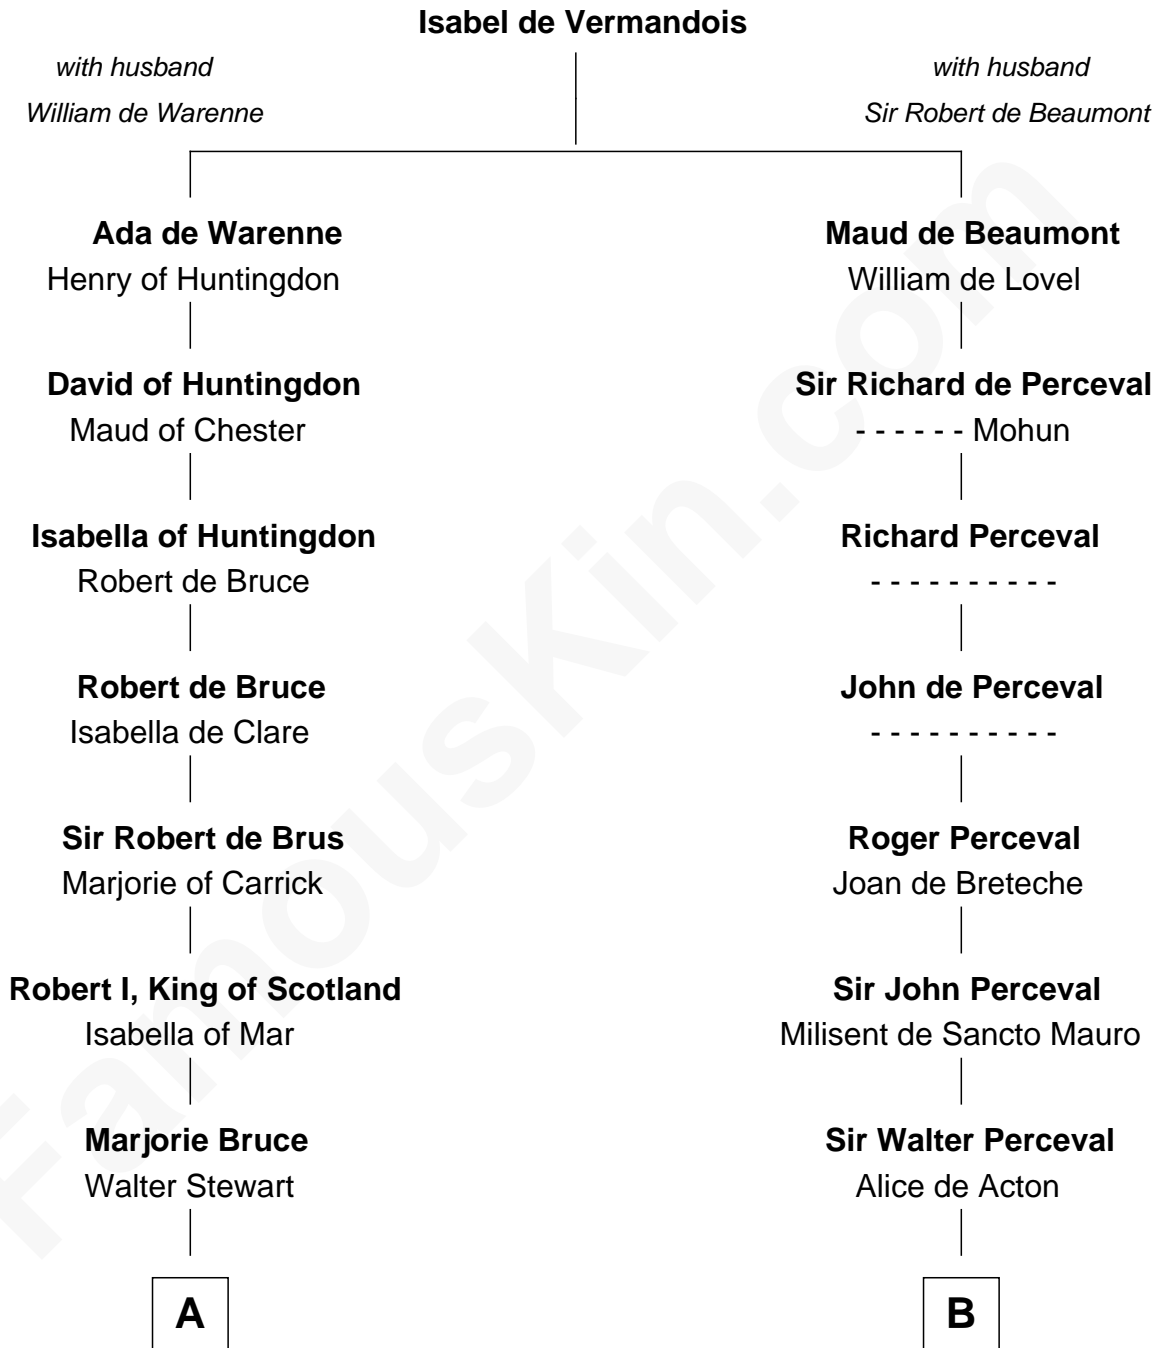 Isabel de Vermandois
with husband
William de Warenne
with husband
Sir Robert de Beaumont
Ada de Warenne
Henry of Huntingdon
David of Huntingdon
Maud of Chester
Isabella of Huntingdon
Robert de Bruce
Robert de Bruce
Isabella de Clare
Sir Robert de Brus
Marjorie of Carrick
Robert I, King of Scotland
Isabella of Mar
Marjorie Bruce
Walter Stewart
A
Maud de Beaumont
William de Lovel
Sir Richard de Perceval
- - - - - - Mohun
Richard Perceval
- - - - - - - - - -
John de Perceval
- - - - - - - - - -
Roger Perceval
Joan de Breteche
Sir John Perceval
Milisent de Sancto Mauro
Sir Walter Perceval
Alice de Acton
B
FamousKin.com